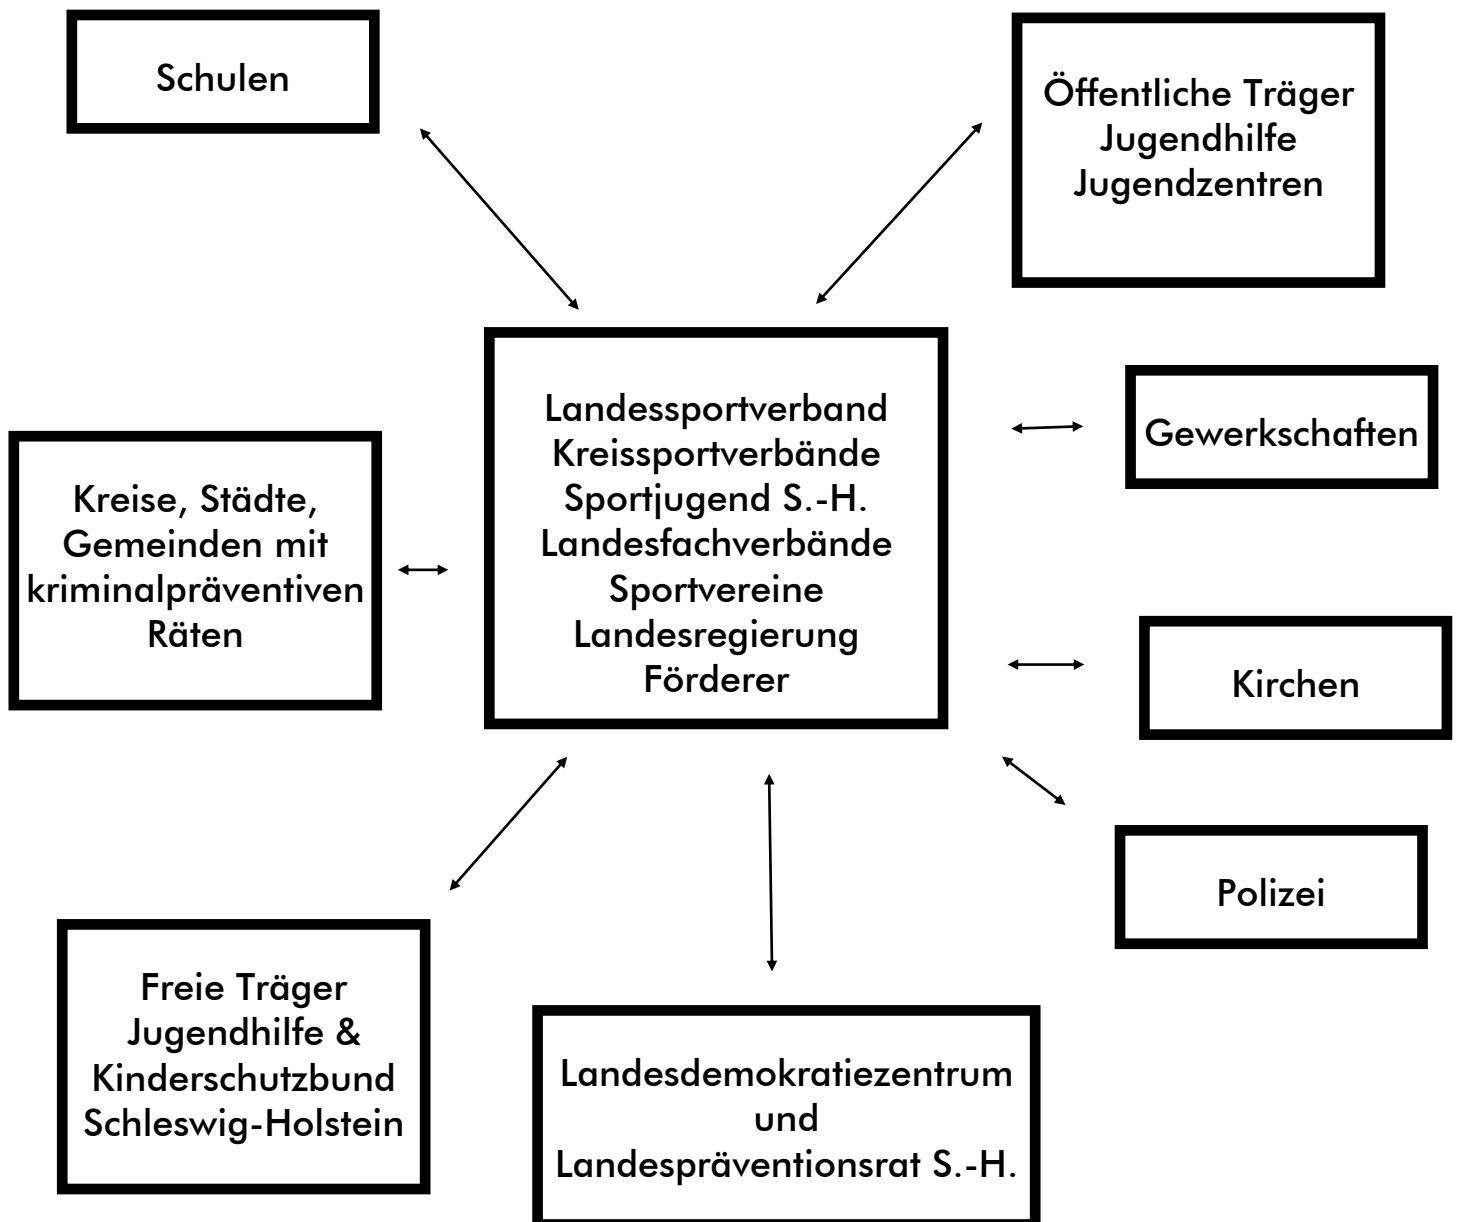 Schulen
Öffentliche Träger
Jugendhilfe
Jugendzentren
Landessportverband
Kreissportverbände
Sportjugend S.-H.
Landesfachverbände
Sportvereine
Landesregierung
Förderer
Gewerkschaften
Kreise, Städte,
Gemeinden mit
kriminalpräventiven
Räten
Kirchen
Polizei
Freie Träger
Jugendhilfe &
Kinderschutzbund
Schleswig-Holstein
Landesdemokratiezentrum
und
Landespräventionsrat S.-H.